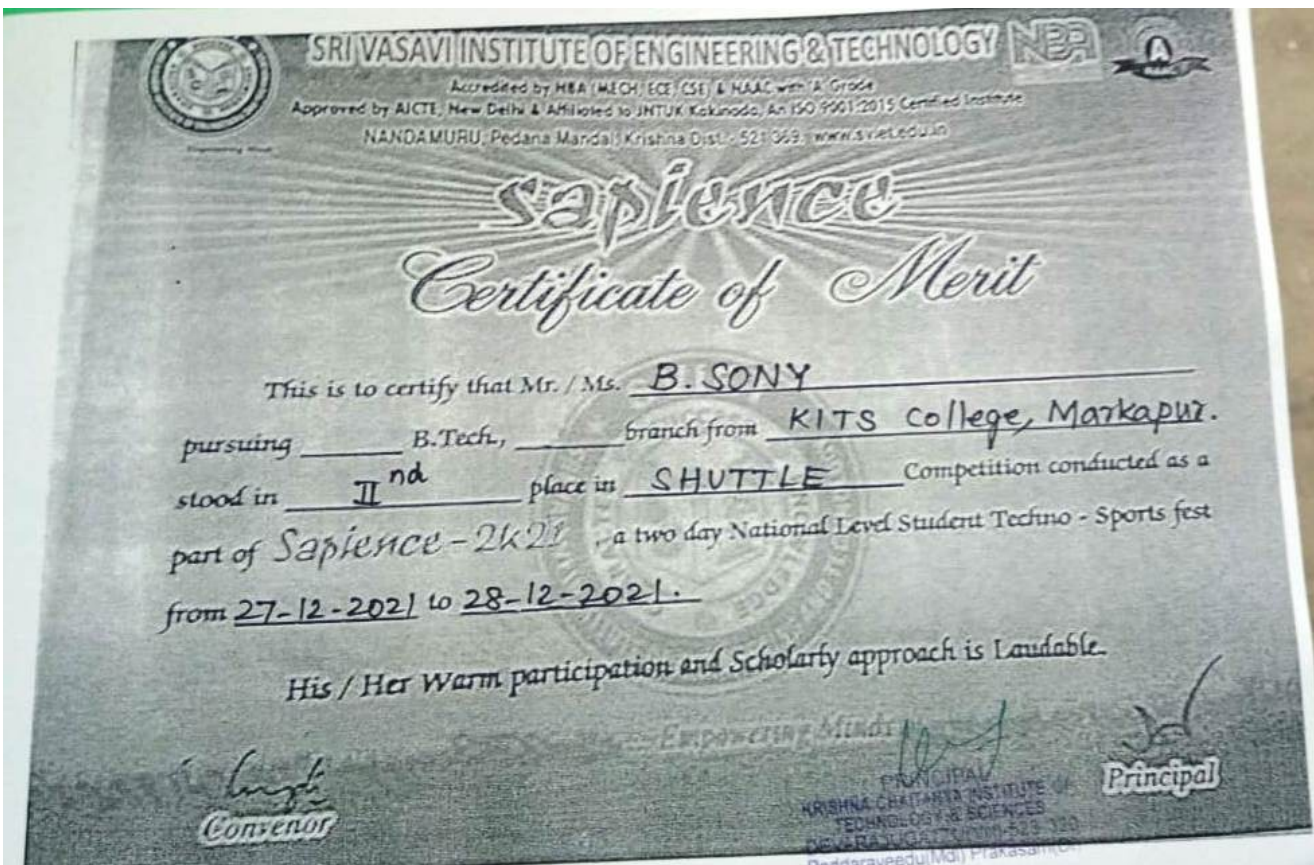 SRI VASAVI INSTITUTE OF ENGINEERING & TECHNOLOGY NBA
Accredited by NBA (MECH, ECE, CSE) & NAAC with 'A' Grade
Approved by AICTE, New Delhi & Affiliated to JNTUK Kakinada, An ISO 9001:2015 Certified Institute
NANDAMURU, Pedana Mandal, Krishna Dist. - 521 369. www.sviet.edu.in
sapience
Certificate of Merit
This is to certify that Mr. / Ms. B. SONY
pursuing B.Tech., branch from KITS College, Markapur.
stood in IInd place in SHUTTLE Competition conducted as a
part of Sapience - 2k21, a two day National Level Student Techno - Sports fest
from 27-12-2021 to 28-12-2021.
His / Her Warm participation and Scholarly approach is Laudable.
Empowering Minds
Convenor
PRINCIPAL
KRISHNA CHAITANYA INSTITUTE OF
TECHNOLOGY & SCIENCES
Peddaraveedu(Mdl) Prakasam(
Principal